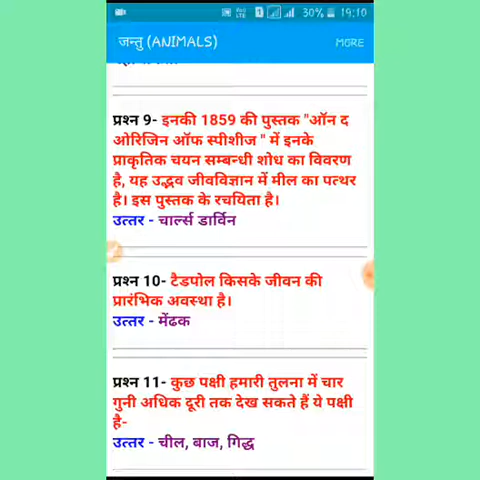 30% 19:10
जन्तु (ANIMALS) MORE
प्रश्न 9- इनकी 1859 की पुस्तक "ऑन द
ओरिजिन ऑफ स्पीशीज " में इनके
प्राकृतिक चयन सम्बन्धी शोध का विवरण
है, यह उद्भव जीवविज्ञान में मील का पत्थर
है। इस पुस्तक के रचयिता है।
उत्तर - चार्ल्स डार्विन
प्रश्न 10- टैडपोल किसके जीवन की
प्रारंभिक अवस्था है।
उत्तर - मेंढक
प्रश्न 11- कुछ पक्षी हमारी तुलना में चार
गुनी अधिक दूरी तक देख सकते हैं ये पक्षी
है-
उत्तर - चील, बाज, गिद्ध